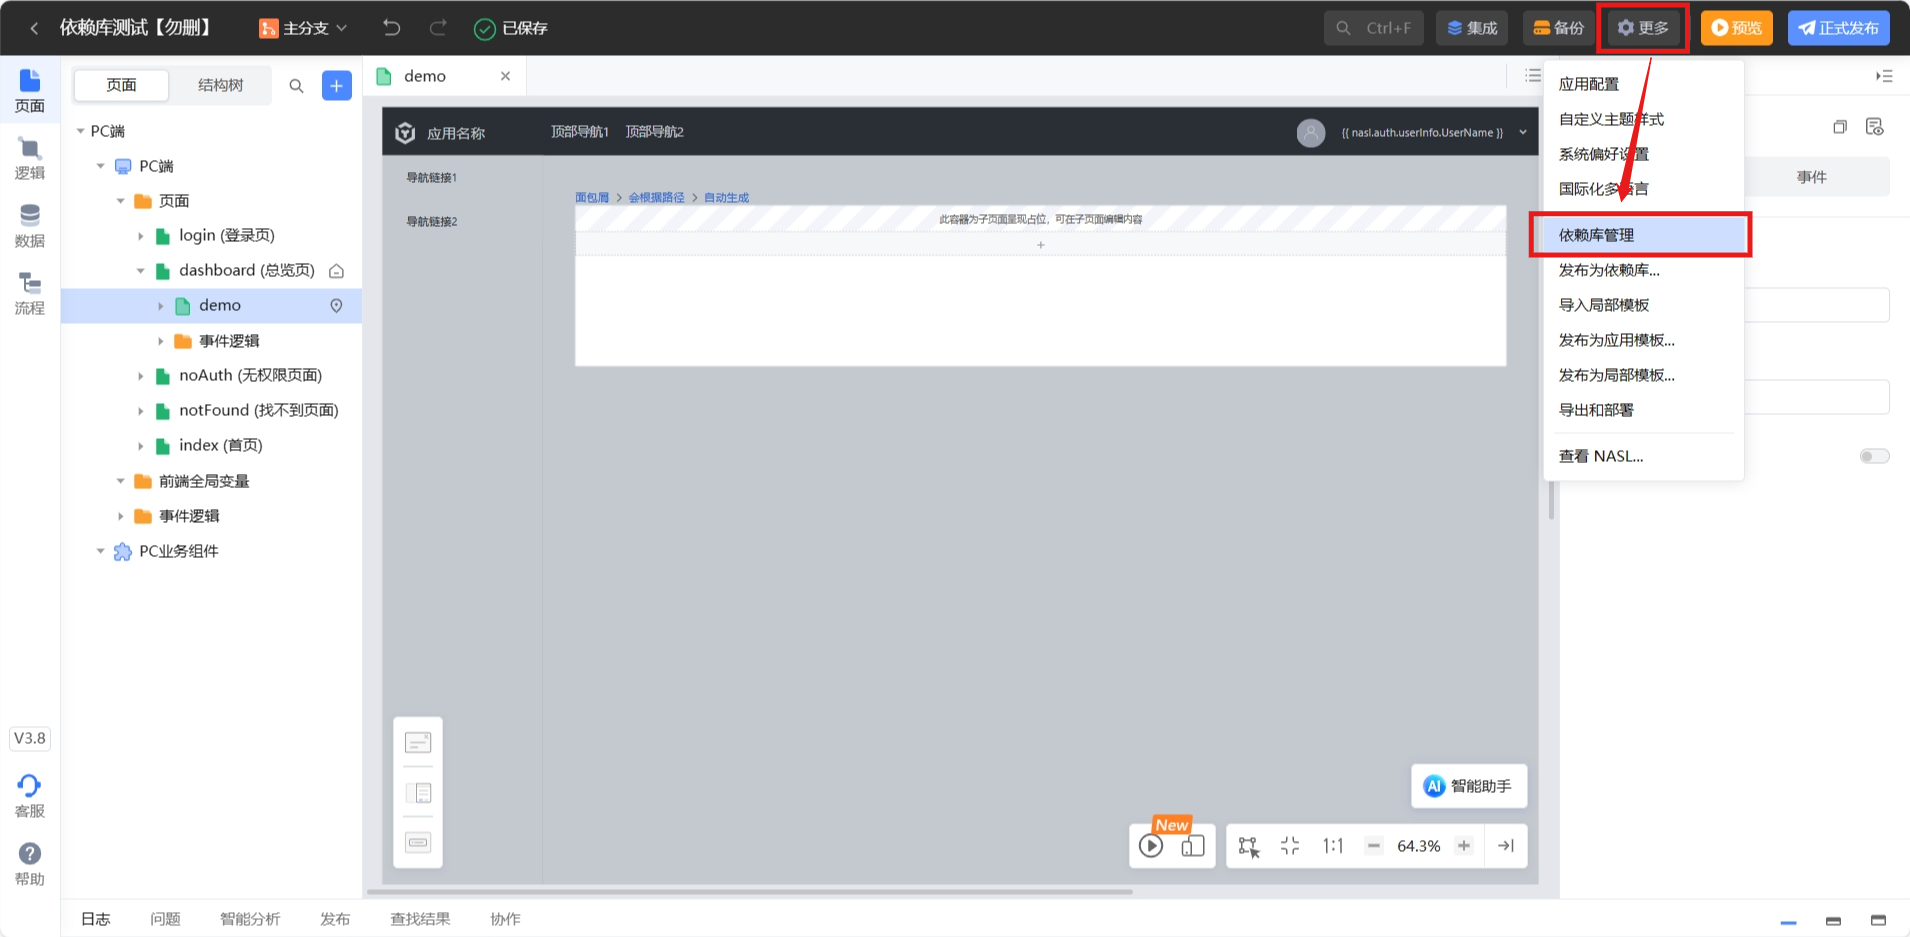 依赖库测试【勿删】
主分支
已保存
Ctrl+F
集成
备份
更多
预览
正式发布
页面
逻辑
数据
流程
V3.8
客服
帮助
页面
结构树
PC端
PC端
页面
login (登录页)
dashboard (总览页)
demo
事件逻辑
noAuth (无权限页面)
notFound (找不到页面)
index (首页)
前端全局变量
事件逻辑
PC业务组件
demo
应用名称
顶部导航1
顶部导航2
{{ nasl.auth.userInfo.UserName }}
导航链接1
导航链接2
面包屑 > 会根据路径 > 自动生成
此容器为子页面呈现占位，可在子页面编辑内容
+
应用配置
自定义主题样式
系统偏好设置
国际化多语言
依赖库管理
发布为依赖库...
导入局部模板
发布为应用模板...
发布为局部模板...
导出和部署
查看 NASL...
事件
AI 智能助手
New
1:1
64.3%
日志
问题
智能分析
发布
查找结果
协作